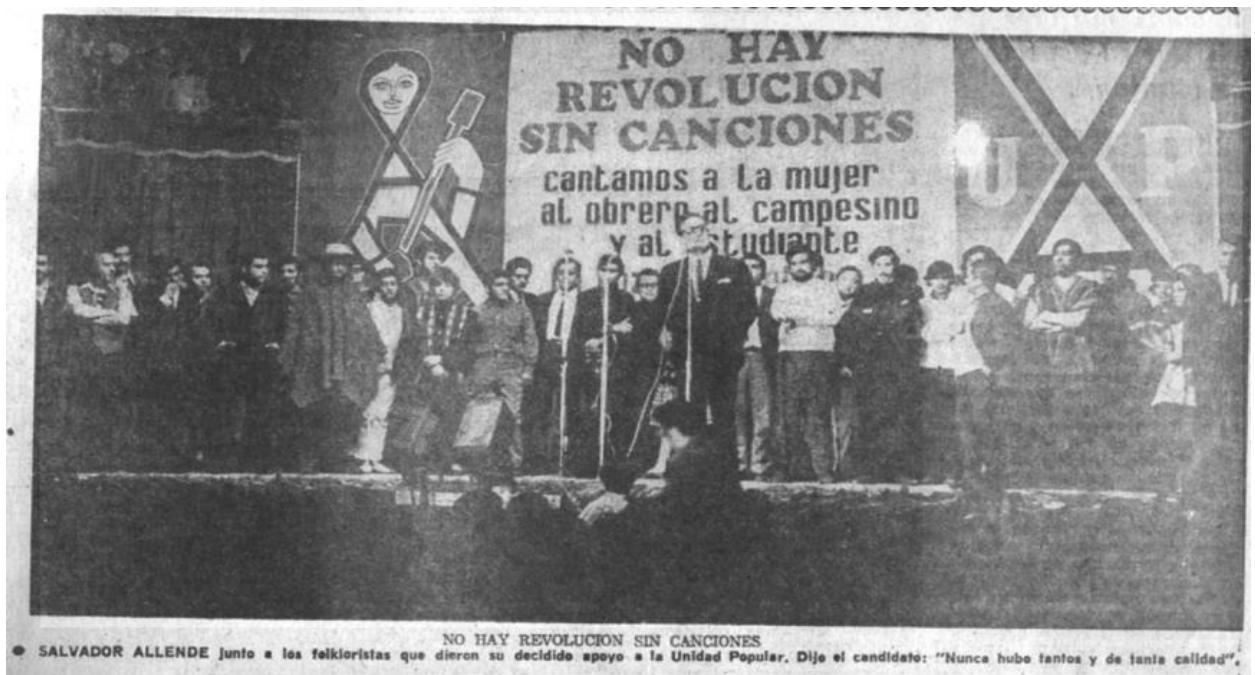 NO HAY
REVOLUCION
SIN CANCIONES
cantamos a la mujer
al obrero al campesino
y al estudiante
U P
NO HAY REVOLUCION SIN CANCIONES
● SALVADOR ALLENDE junto a los folkloristas que dieron su decidido apoyo a la Unidad Popular. Dijo el candidato: "Nunca hubo tantos y de tanta calidad".